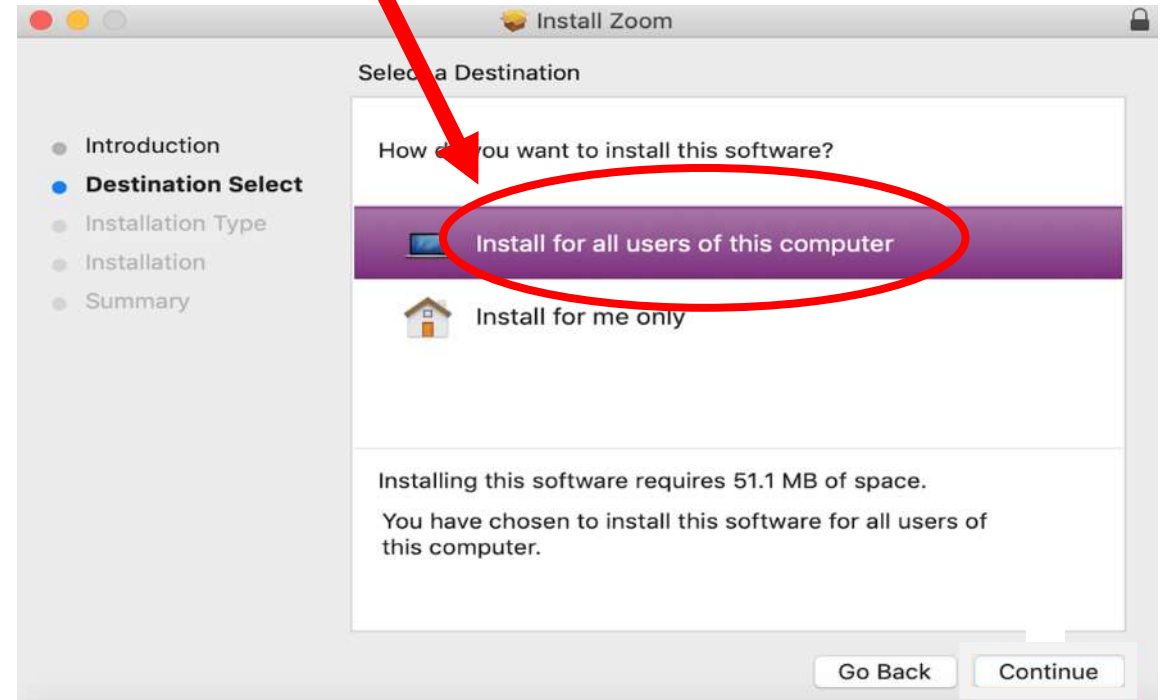 Install Zoom
Select a Destination
Introduction
Destination Select
Installation Type
Installation
Summary
How do you want to install this software?
Install for all users of this computer
Install for me only
Installing this software requires 51.1 MB of space.
You have chosen to install this software for all users of
this computer.
Go Back
Continue